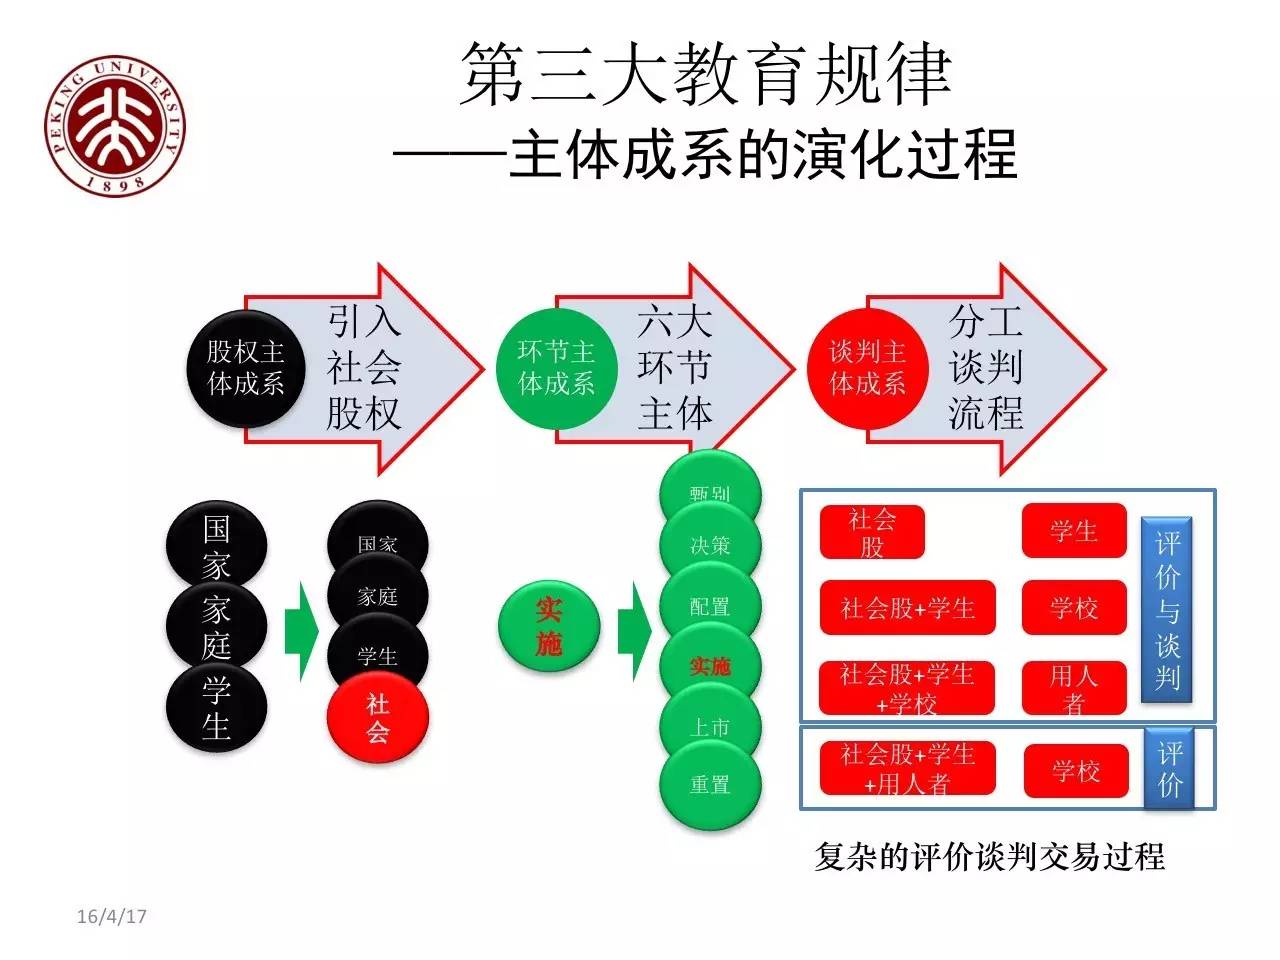 第三大教育规律
——主体成系的演化过程
PEKING UNIVERSITY
1898
股权主
体成系
引入
社会
股权
环节主
体成系
六大
环节
主体
谈判主
体成系
分工
谈判
流程
国
家
家
庭
学
生
国家
家庭
学生
社
会
实
施
甄别
决策
配置
实施
上市
重置
社会
股
学生
社会股+学生
学校
社会股+学生
+学校
用人
者
评
价
与
谈
判
社会股+学生
+用人者
学校
评
价
复杂的评价谈判交易过程
16/4/17